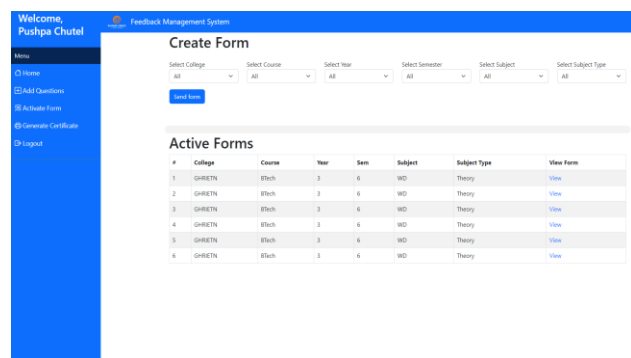 Welcome,
Pushpa Chutel
Menu
Home
Add Questions
Activate Form
Generate Certificate
Logout
Feedback Management System
Create Form
Select College Select Course Select Year Select Semester Select Subject Select Subject Type
All All All All All All
Send form
Active Forms
# College Course Year Sem Subject Subject Type View Form
1 GHRIETN BTech 3 6 WD Theory View
2 GHRIETN BTech 3 6 WD Theory View
3 GHRIETN BTech 3 6 WD Theory View
4 GHRIETN BTech 3 6 WD Theory View
5 GHRIETN BTech 3 6 WD Theory View
6 GHRIETN BTech 3 6 WD Theory View